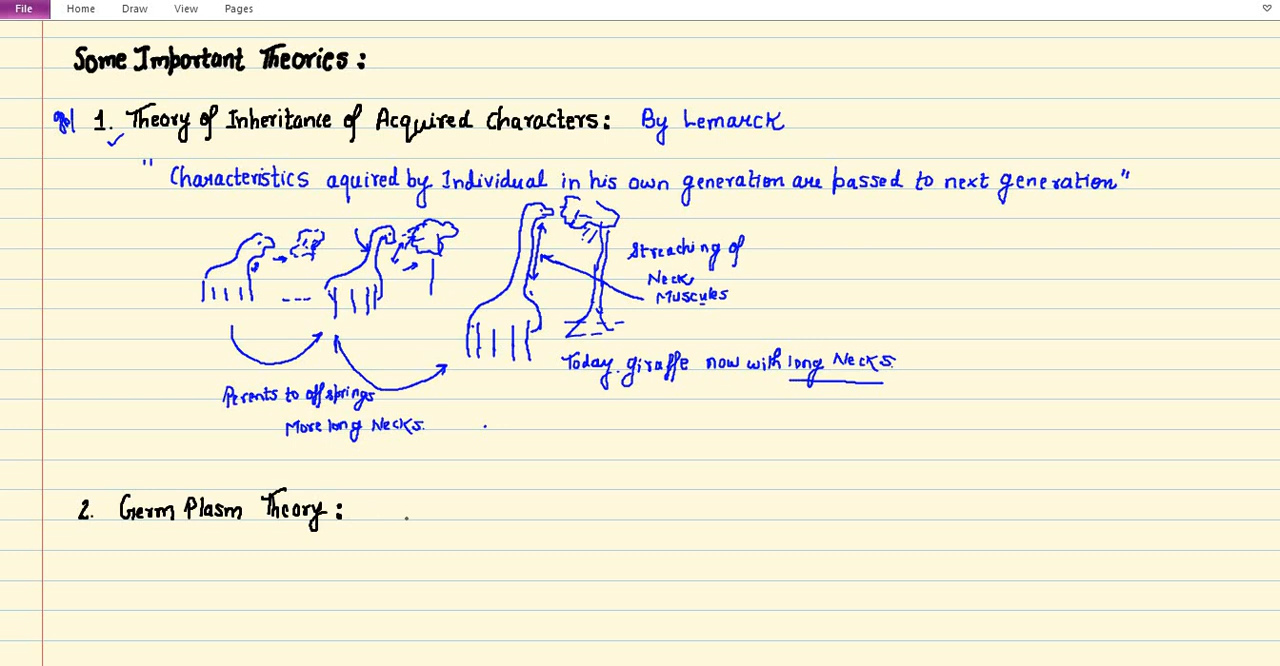 File Home Draw View Pages
Some Important Theories:
1. Theory of Inheritance of Acquired characters: By Lemarck
" Characteristics aquired by Individual in his own generation are passed to next generation"
Streaching of
Neck
Muscules
Today giraffe now with long Necks.
Perents to offsprings
More long Necks.
2. Germ Plasm Theory: